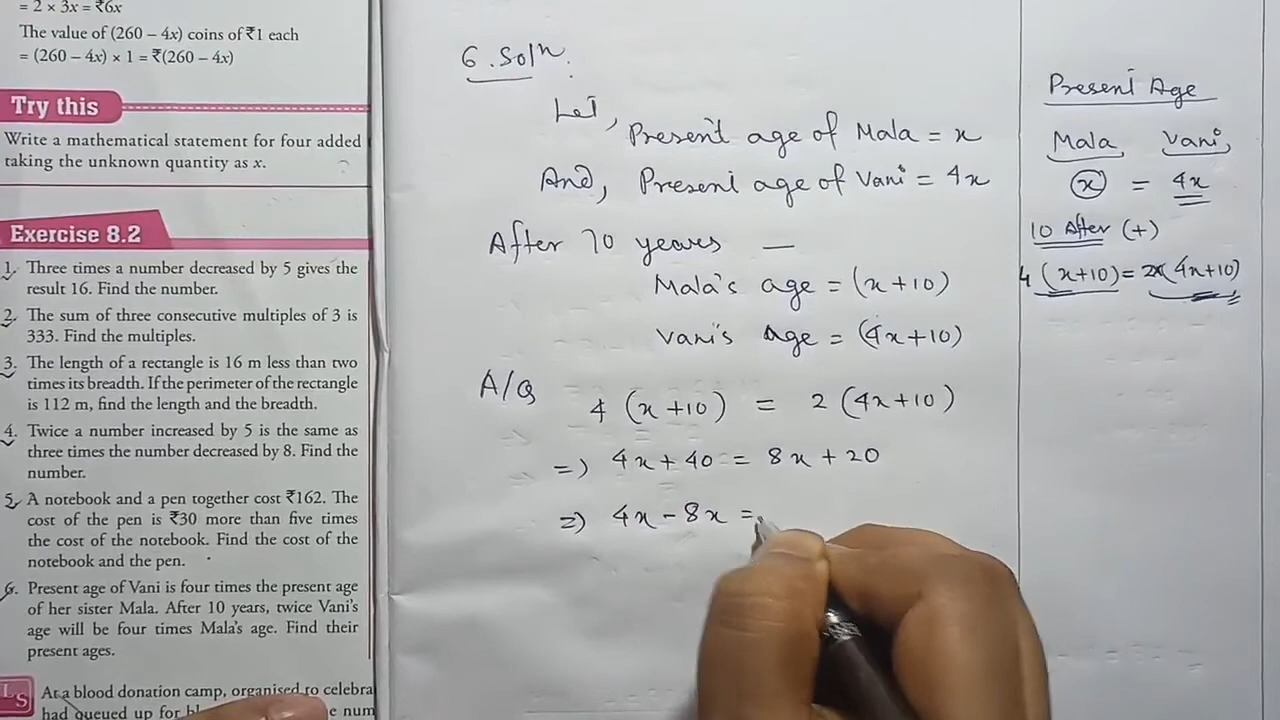 = 2 × 3x = ₹6x
The value of (260 – 4x) coins of ₹1 each
= (260 – 4x) × 1 = ₹(260 – 4x)
Try this
Write a mathematical statement for four added
taking the unknown quantity as x.
Exercise 8.2
1. Three times a number decreased by 5 gives the
result 16. Find the number.
2. The sum of three consecutive multiples of 3 is
333. Find the multiples.
3. The length of a rectangle is 16 m less than two
times its breadth. If the perimeter of the rectangle
is 112 m, find the length and the breadth.
4. Twice a number increased by 5 is the same as
three times the number decreased by 8. Find the
number.
5. A notebook and a pen together cost ₹162. The
cost of the pen is ₹30 more than five times
the cost of the notebook. Find the cost of the
notebook and the pen.
6. Present age of Vani is four times the present age
of her sister Mala. After 10 years, twice Vani's
age will be four times Mala's age. Find their
present ages.
LS
At a blood donation camp, organised to celebra
had queued up for bl e num
6. Solⁿ.
Let, Present age of Mala = x
And, Present age of Vani = 4x
After 10 years —
Mala's age = (x+10)
Vani's Age = (4x+10)
A/Q 4 (x+10) = 2 (4x+10)
=) 4x + 40 = 8x + 20
=) 4x - 8x =
Present Age
Mala Vani
x = 4x
10 After (+)
4 (x+10) = 2x(4x+10)